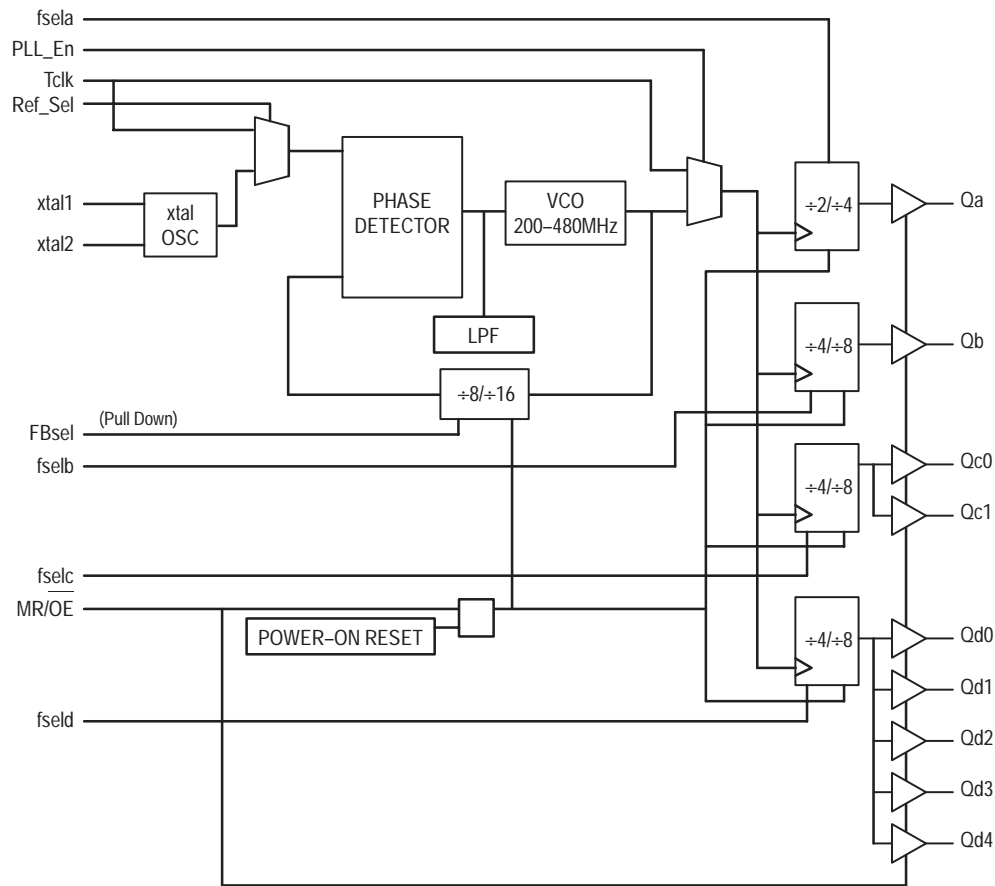 fsela
PLL_En
Tclk
Ref_Sel
xtal1
xtal2
xtal
OSC
PHASE
DETECTOR
VCO
200–480MHz
LPF
÷8/÷16
FBsel
(Pull Down)
fselb
fselc
MR/OE
POWER–ON RESET
fseld
÷2/÷4
Qa
÷4/÷8
Qb
÷4/÷8
Qc0
Qc1
÷4/÷8
Qd0
Qd1
Qd2
Qd3
Qd4